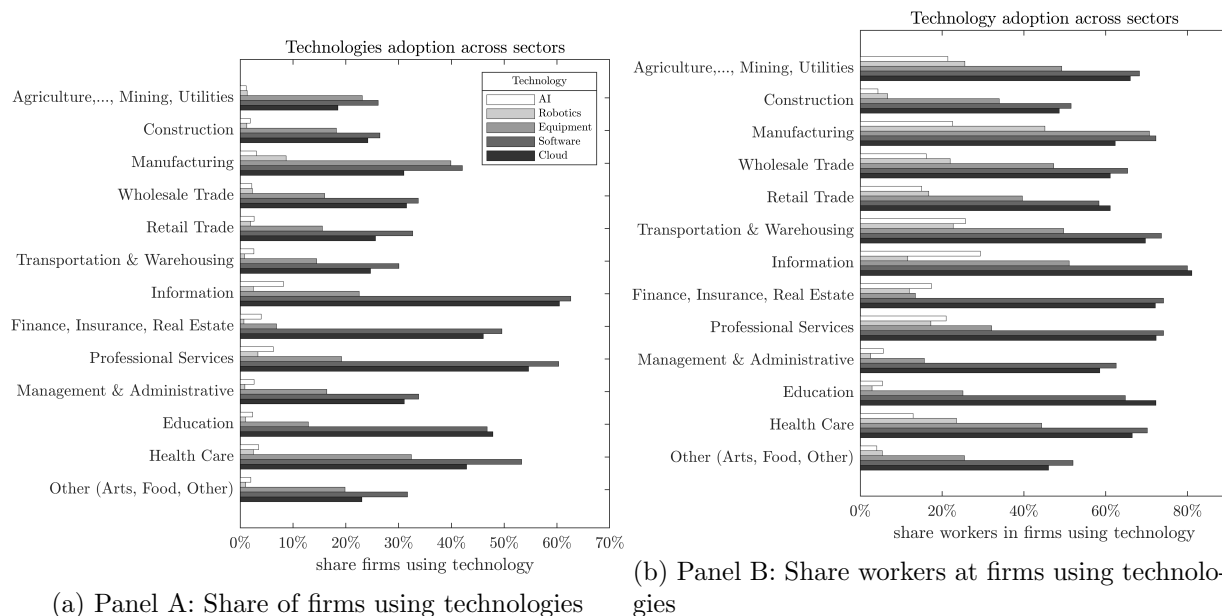 Technologies adoption across sectors
Technology
AI
Robotics
Equipment
Software
Cloud
Agriculture,..., Mining, Utilities
Construction
Manufacturing
Wholesale Trade
Retail Trade
Transportation & Warehousing
Information
Finance, Insurance, Real Estate
Professional Services
Management & Administrative
Education
Health Care
Other (Arts, Food, Other)
0% 10% 20% 30% 40% 50% 60% 70%
share firms using technology
(a) Panel A: Share of firms using technologies
Technology adoption across sectors
Agriculture,..., Mining, Utilities
Construction
Manufacturing
Wholesale Trade
Retail Trade
Transportation & Warehousing
Information
Finance, Insurance, Real Estate
Professional Services
Management & Administrative
Education
Health Care
Other (Arts, Food, Other)
0% 20% 40% 60% 80%
share workers in firms using technology
(b) Panel B: Share workers at firms using technolo-
gies